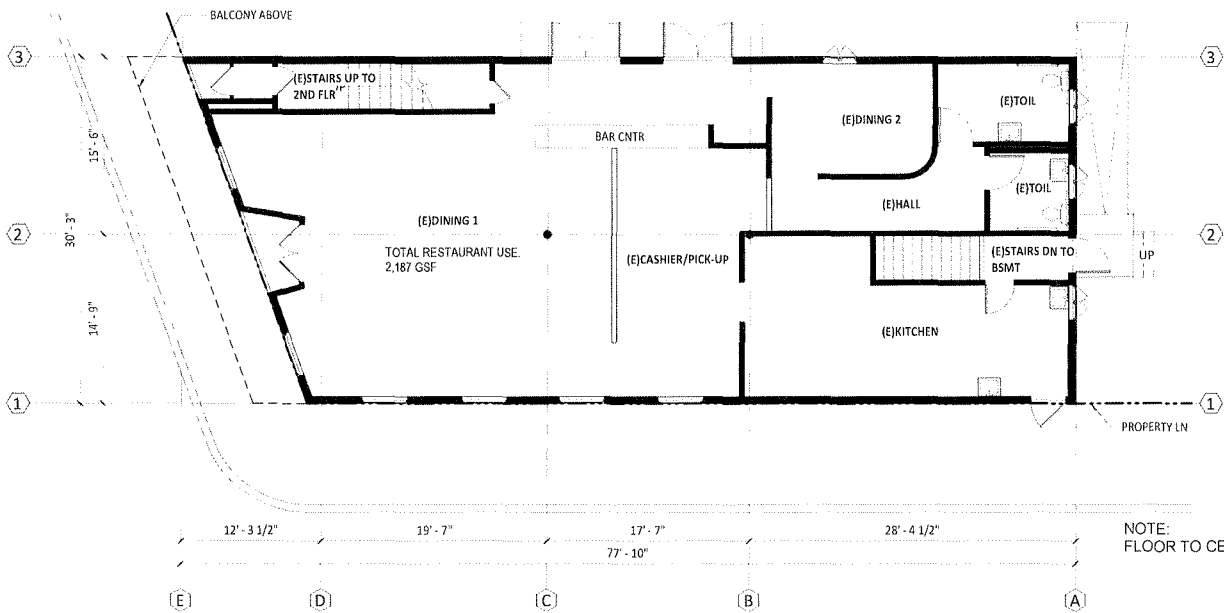 BALCONY ABOVE
3
3
(E)STAIRS UP TO
2ND FLR
(E)TOIL
(E)DINING 2
BAR CNTR
15' - 6"
(E)TOIL
(E)HALL
(E)DINING 1
2
2
30' - 3"
TOTAL RESTAURANT USE.
2,187 GSF
(E)CASHIER/PICK-UP
(E)STAIRS DN TO
BSMT
UP
14' - 9"
(E)KITCHEN
1
1
PROPERTY LN
12' - 3 1/2"
19' - 7"
17' - 7"
28' - 4 1/2"
77' - 10"
NOTE:
FLOOR TO CE
E
D
C
B
A